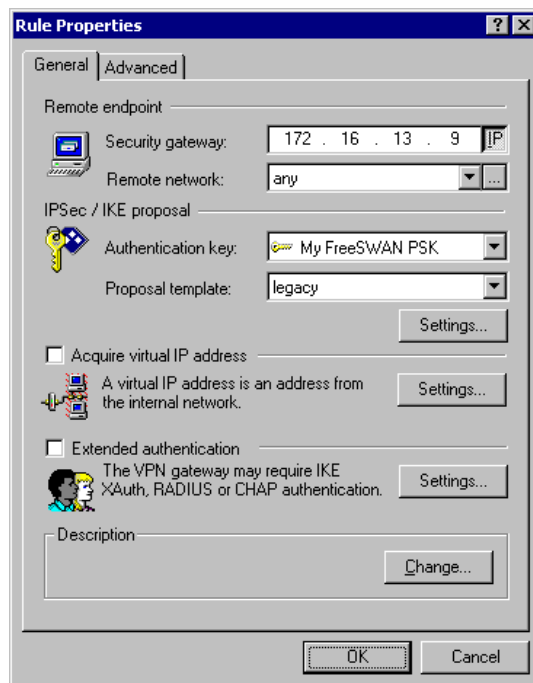 Rule Properties
General Advanced
Remote endpoint
Security gateway: 172 . 16 . 13 . 9 IP
Remote network: any ...
IPSec / IKE proposal
Authentication key: My FreeSWAN PSK
Proposal template: legacy
Settings...
Acquire virtual IP address
A virtual IP address is an address from
the internal network.
Settings...
Extended authentication
The VPN gateway may require IKE
XAuth, RADIUS or CHAP authentication.
Settings...
Description
Change...
OK Cancel